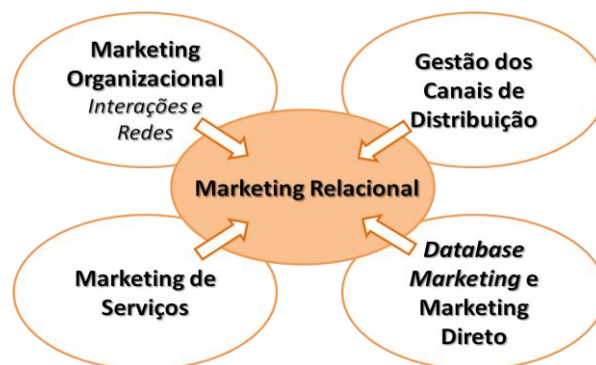 Marketing
Organizacional
Interações e
Redes
Gestão dos
Canais de
Distribuição
Marketing Relacional
Marketing de
Serviços
Database
Marketing e
Marketing
Direto